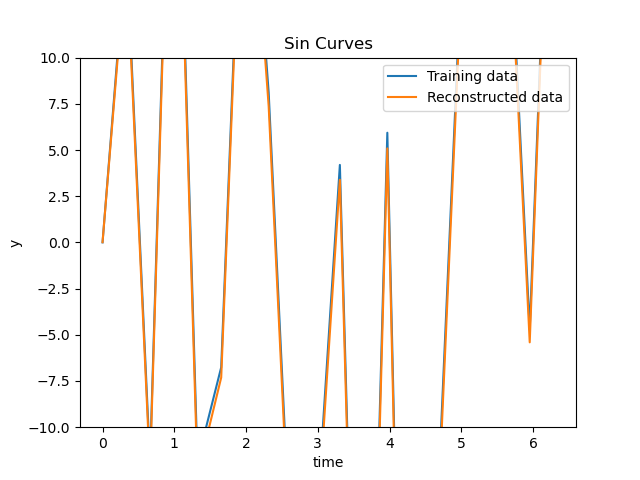 Sin Curves
Training data
Reconstructed data
10.0
7.5
5.0
2.5
0.0
−2.5
−5.0
−7.5
−10.0
y
0 1 2 3 4 5 6
time